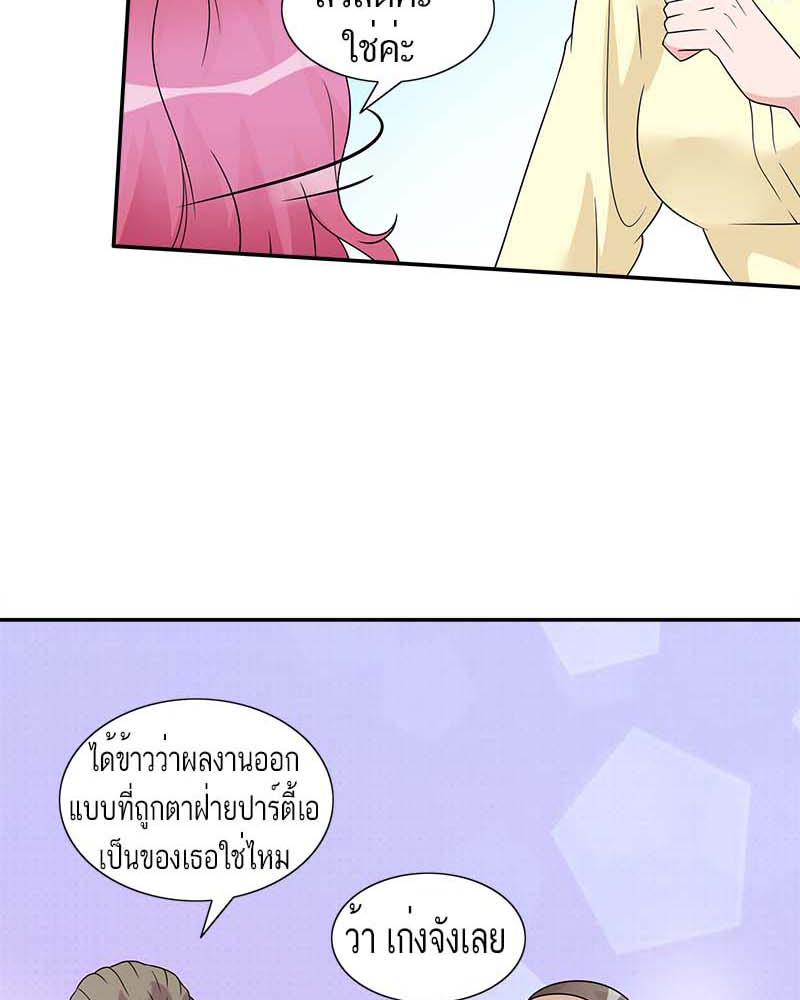 ใช่ค่ะ
ได้ข้าวว่าผลงานออก
แบบที่ถูกตาฝ่ายปาร์ตี้เอ
เป็นของเธอใช่ไหม
ว้า เก่งจังเลย